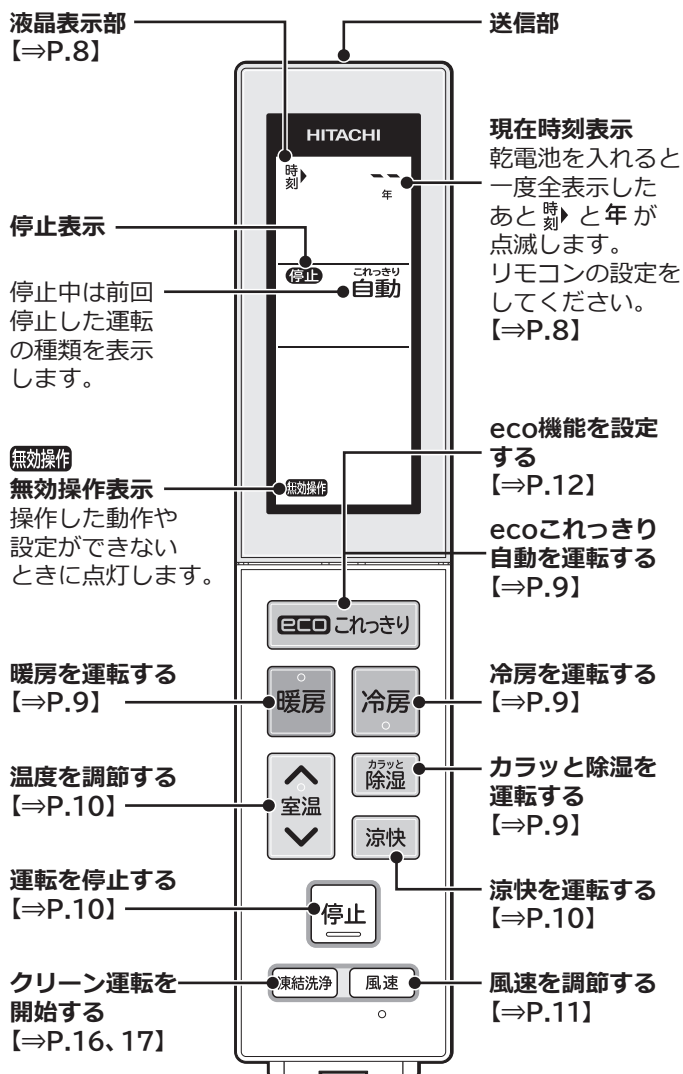 液晶表示部
【⇒P.8】
送信部
HITACHI
時刻
年
現在時刻表示
乾電池を入れると
一度全表示した
あと 時刻 と 年 が
点滅します。
リモコンの設定を
してください。
【⇒P.8】
停止表示
停止
これっきり
自動
停止中は前回
停止した運転
の種類を表示
します。
無効操作
無効操作表示
操作した動作や
設定ができない
ときに点灯します。
無効操作
eco機能を設定
する
【⇒P.12】
ecoこれっきり
自動を運転する
【⇒P.9】
eco これっきり
暖房を運転する
【⇒P.9】
暖房
冷房
冷房を運転する
【⇒P.9】
温度を調節する
【⇒P.10】
室温
カラッと
除湿
カラッと除湿を
運転する
【⇒P.9】
涼快
涼快を運転する
【⇒P.10】
運転を停止する
【⇒P.10】
停止
クリーン運転を
開始する
【⇒P.16、17】
凍結洗浄
風速
風速を調節する
【⇒P.11】